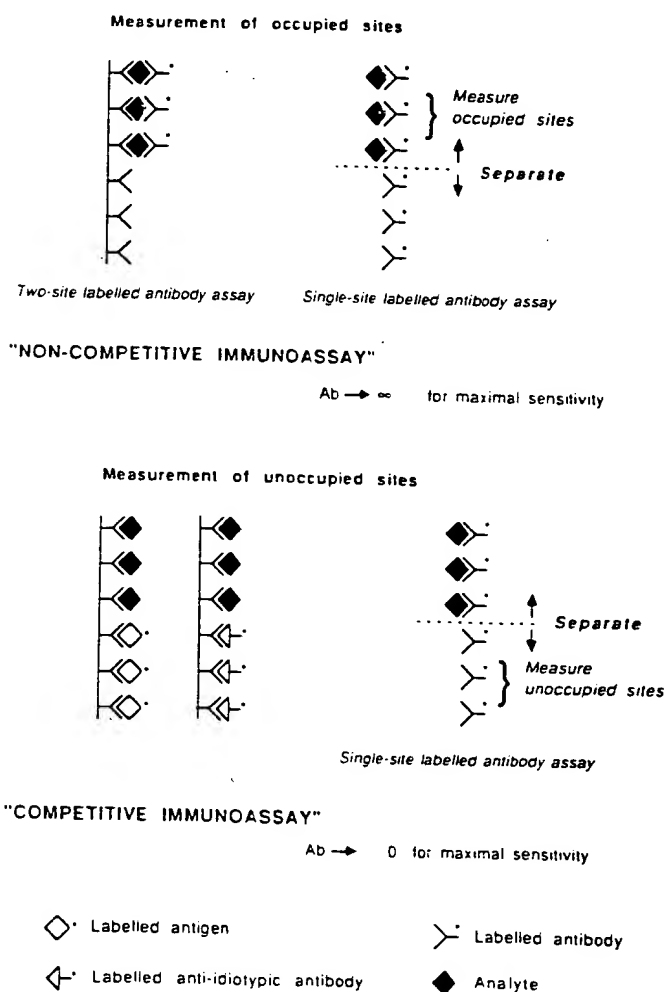 Measurement of occupied sites
Measure
occupied sites
Separate
Two-site labelled antibody assay
Single-site labelled antibody assay
"NON-COMPETITIVE IMMUNOASSAY"
Ab → ∞ for maximal sensitivity
Measurement of unoccupied sites
Separate
Measure
unoccupied sites
Single-site labelled antibody assay
"COMPETITIVE IMMUNOASSAY"
Ab → 0 for maximal sensitivity
Labelled antigen
Labelled antibody
Labelled anti-idiotypic antibody
Analyte